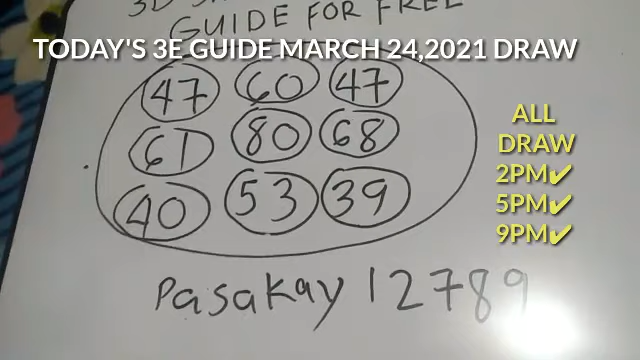 GUIDE FOR FREE
TODAY'S 3E GUIDE MARCH 24,2021 DRAW
47 60 47
61 80 68
40 53 39
ALL
DRAW
2PM✔
5PM✔
9PM✔
Pasakay 12789